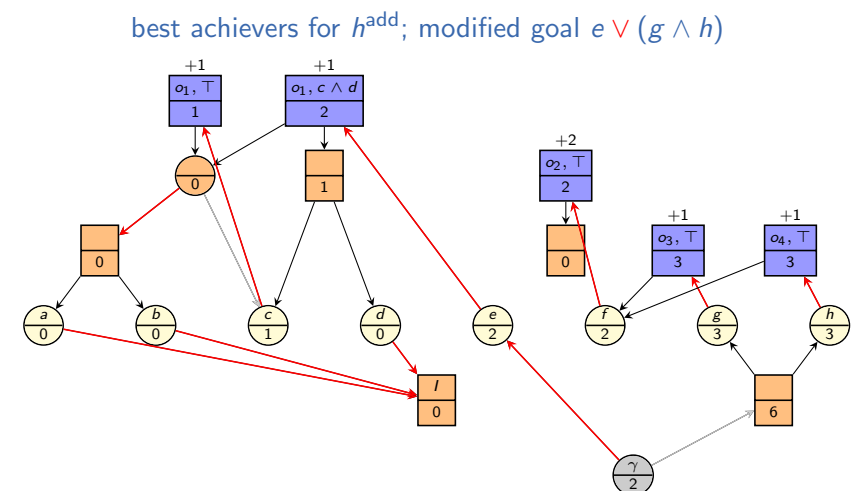 best achievers for h^add; modified goal e ∨ (g ∧ h)
+1 +1
o₁, ⊤ o₁, c ∧ d
1 2
+2
o₂, ⊤
0 1 2
+1 +1
o₃, ⊤ o₄, ⊤
0 0 3 3
a b c d e f g h
0 0 1 0 2 2 3 3
I
0 6
γ
2